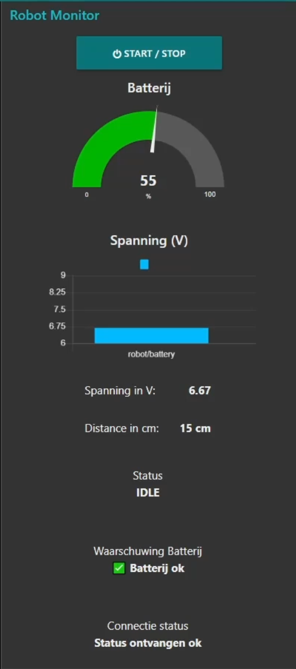 Robot Monitor
START / STOP
Batterij
55
0
%
100
Spanning (V)
9
8.25
7.5
6.75
6
robot/battery
Spanning in V: 6.67
Distance in cm: 15 cm
Status
IDLE
Waarschuwing Batterij
✅ Batterij ok
Connectie status
Status ontvangen ok